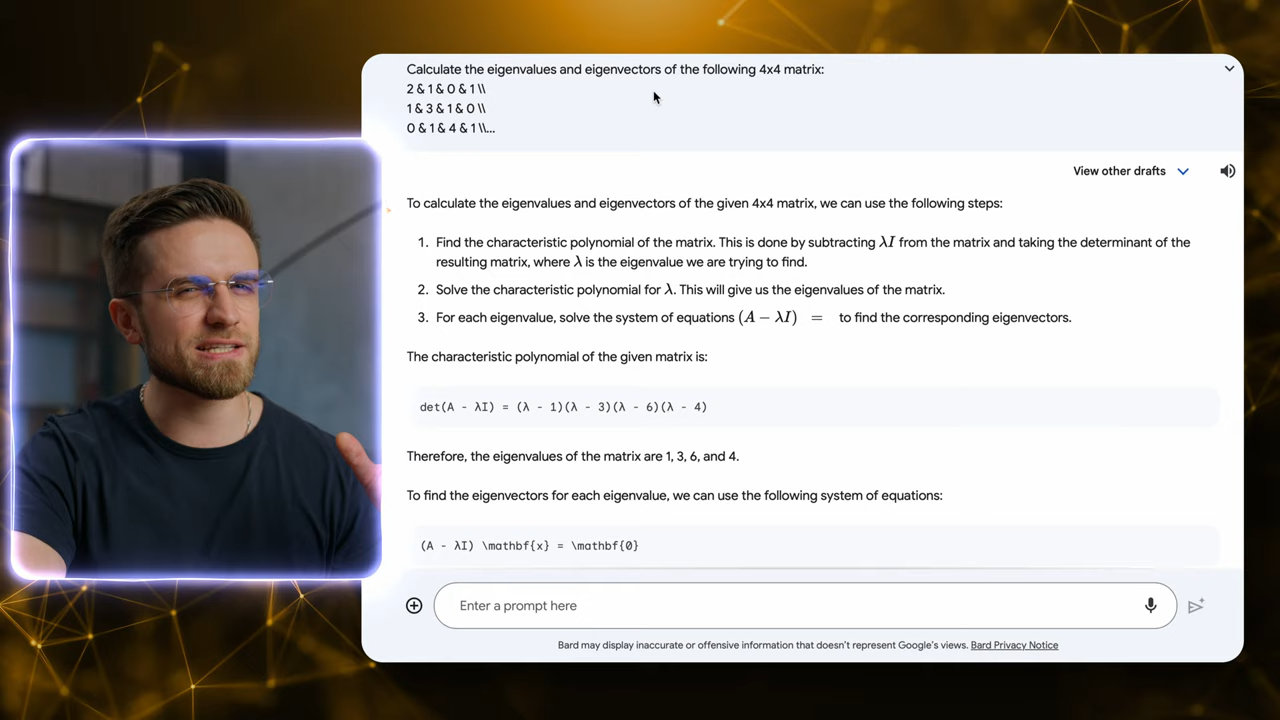 Calculate the eigenvalues and eigenvectors of the following 4x4 matrix:
2 & 1 & 0 & 1 \\
1 & 3 & 1 & 0 \\
0 & 1 & 4 & 1 \\...
View other drafts
To calculate the eigenvalues and eigenvectors of the given 4x4 matrix, we can use the following steps:
1. Find the characteristic polynomial of the matrix. This is done by subtracting λI from the matrix and taking the determinant of the
resulting matrix, where λ is the eigenvalue we are trying to find.
2. Solve the characteristic polynomial for λ. This will give us the eigenvalues of the matrix.
3. For each eigenvalue, solve the system of equations (A − λI) = to find the corresponding eigenvectors.
The characteristic polynomial of the given matrix is:
det(A - λI) = (λ - 1)(λ - 3)(λ - 6)(λ - 4)
Therefore, the eigenvalues of the matrix are 1, 3, 6, and 4.
To find the eigenvectors for each eigenvalue, we can use the following system of equations:
(A - λI) \mathbf{x} = \mathbf{0}
Enter a prompt here
Bard may display inaccurate or offensive information that doesn't represent Google's views. Bard Privacy Notice